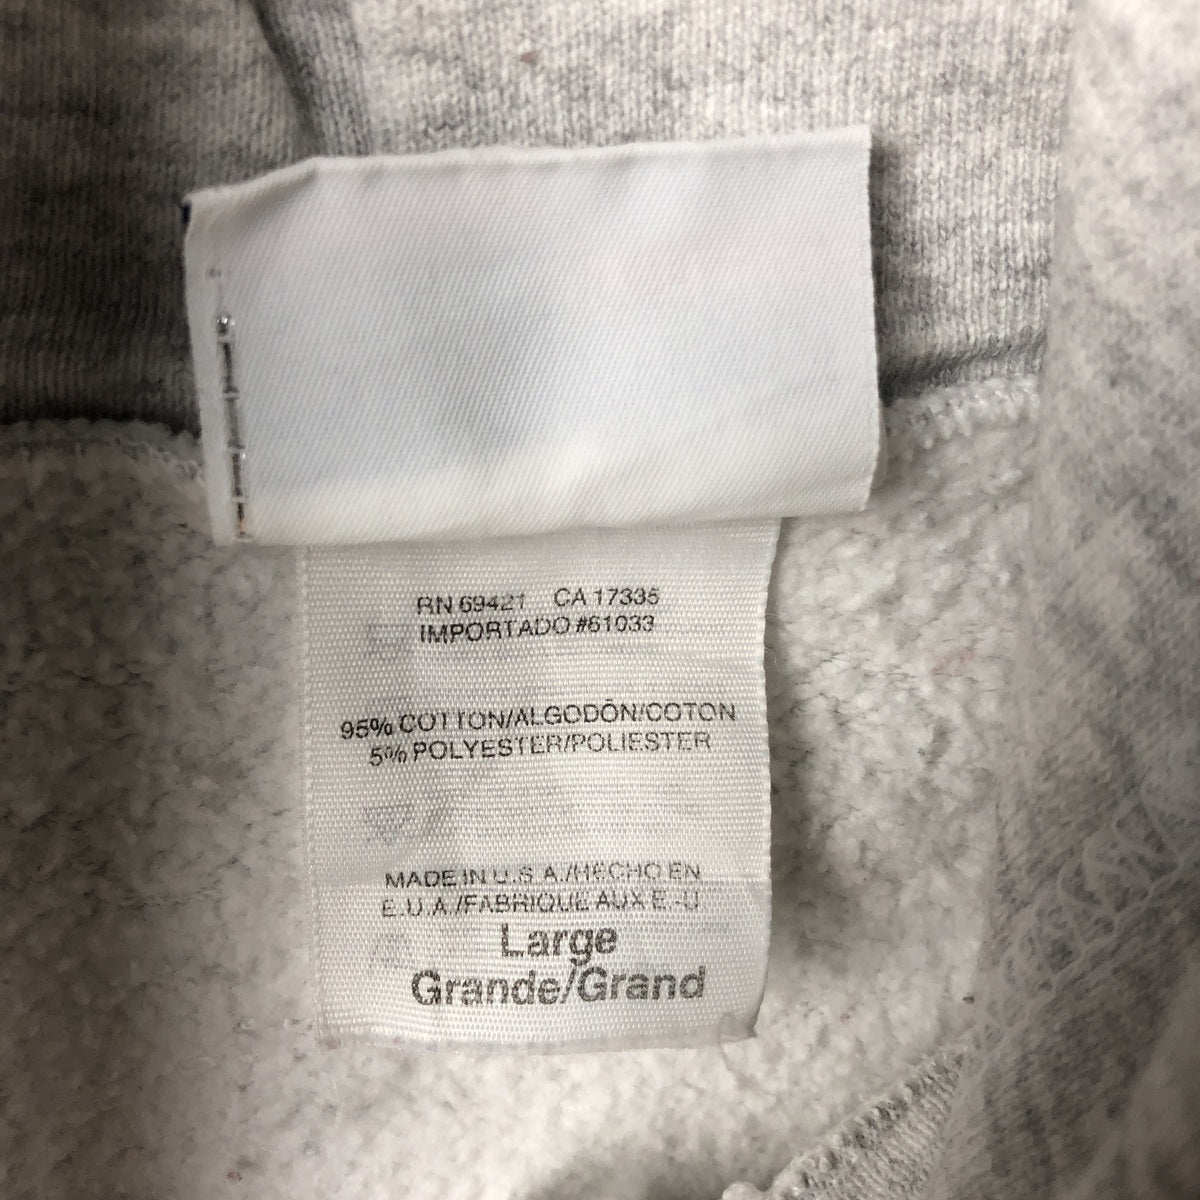 RN 69421 CA 17335
IMPORTADO #61033
95% COTTON/ALGODÓN/COTON
5% POLYESTER/POLIESTER
MADE IN U.S.A./HECHO EN
E.U.A./FABRIQUE AUX E.-U.
Large
Grande/Grand